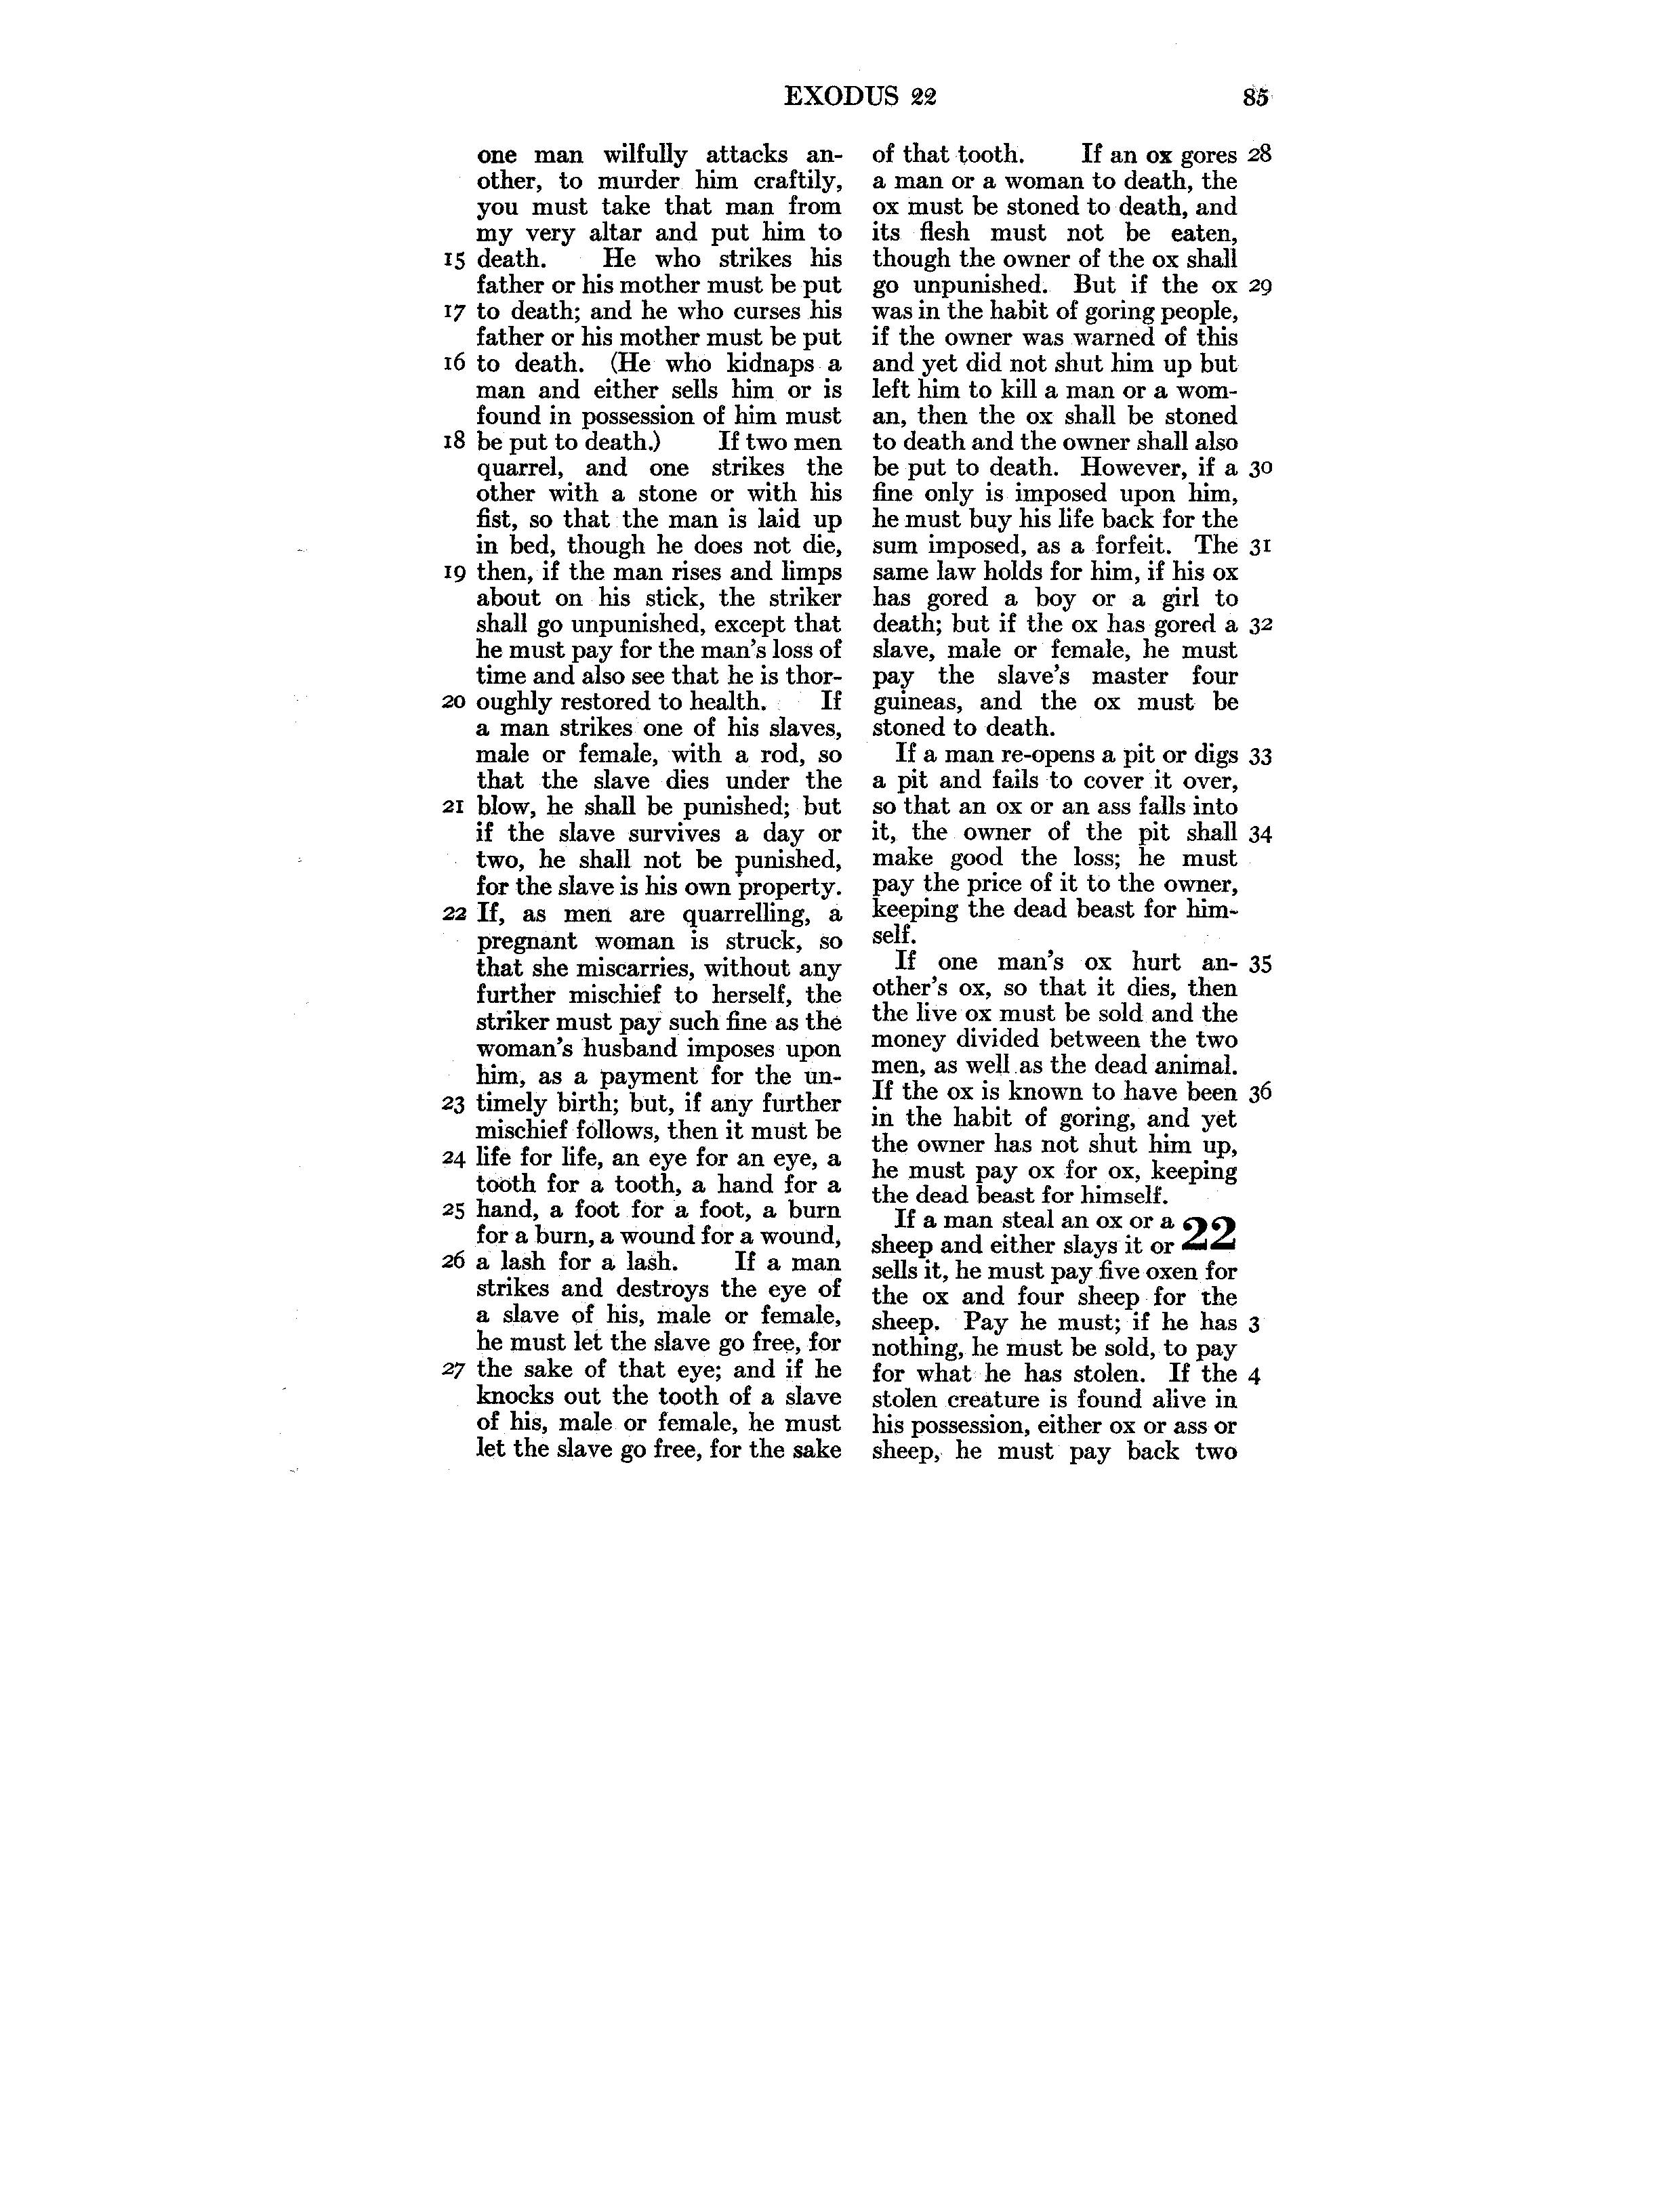 EXODUS 22 85
one man wilfully attacks an-
other, to murder him craftily,
you must take that man from
my very altar and put him to
15 death. He who strikes his
father or his mother must be put
17 to death; and he who curses his
father or his mother must be put
16 to death. (He who kidnaps a
man and either sells him or is
found in possession of him must
18 be put to death.) If two men
quarrel, and one strikes the
other with a stone or with his
fist, so that the man is laid up
in bed, though he does not die,
19 then, if the man rises and limps
about on his stick, the striker
shall go unpunished, except that
he must pay for the man's loss of
time and also see that he is thor-
20 oughly restored to health. If
a man strikes one of his slaves,
male or female, with a rod, so
that the slave dies under the
21 blow, he shall be punished; but
if the slave survives a day or
two, he shall not be punished,
for the slave is his own property.
22 If, as men are quarrelling, a
pregnant woman is struck, so
that she miscarries, without any
further mischief to herself, the
striker must pay such fine as the
woman's husband imposes upon
him, as a payment for the un-
23 timely birth; but, if any further
mischief follows, then it must be
24 life for life, an eye for an eye, a
tooth for a tooth, a hand for a
25 hand, a foot for a foot, a burn
for a burn, a wound for a wound,
26 a lash for a lash. If a man
strikes and destroys the eye of
a slave of his, male or female,
he must let the slave go free, for
27 the sake of that eye; and if he
knocks out the tooth of a slave
of his, male or female, he must
let the slave go free, for the sake
of that tooth. If an ox gores 28
a man or a woman to death, the
ox must be stoned to death, and
its flesh must not be eaten,
though the owner of the ox shall
go unpunished. But if the ox 29
was in the habit of goring people,
if the owner was warned of this
and yet did not shut him up but
left him to kill a man or a wom-
an, then the ox shall be stoned
to death and the owner shall also
be put to death. However, if a 30
fine only is imposed upon him,
he must buy his life back for the
sum imposed, as a forfeit. The 31
same law holds for him, if his ox
has gored a boy or a girl to
death; but if the ox has gored a 32
slave, male or female, he must
pay the slave's master four
guineas, and the ox must be
stoned to death.
If a man re-opens a pit or digs 33
a pit and fails to cover it over,
so that an ox or an ass falls into
it, the owner of the pit shall 34
make good the loss; he must
pay the price of it to the owner,
keeping the dead beast for him-
self.
If one man's ox hurt an- 35
other's ox, so that it dies, then
the live ox must be sold and the
money divided between the two
men, as well as the dead animal.
If the ox is known to have been 36
in the habit of goring, and yet
the owner has not shut him up,
he must pay ox for ox, keeping
the dead beast for himself.
If a man steal an ox or a 22
sheep and either slays it or
sells it, he must pay five oxen for
the ox and four sheep for the
sheep. Pay he must; if he has 3
nothing, he must be sold, to pay
for what he has stolen. If the 4
stolen creature is found alive in
his possession, either ox or ass or
sheep, he must pay back two